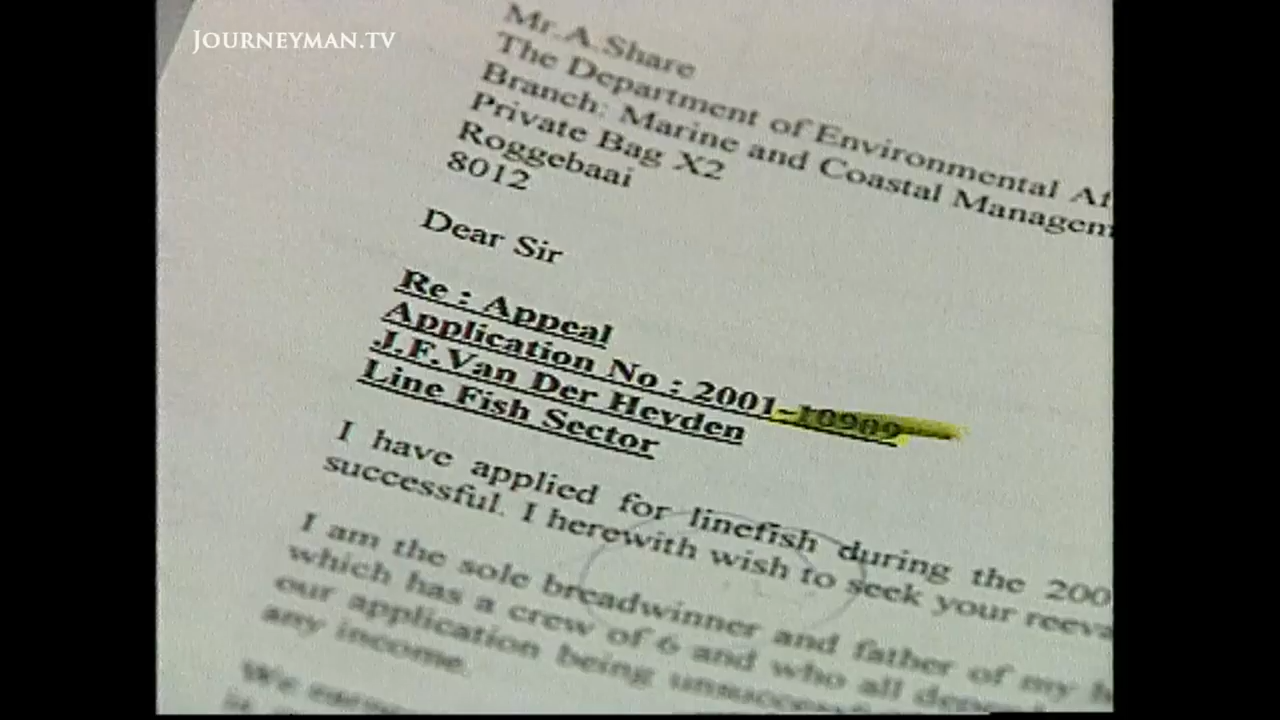 JOURNEYMAN.TV
Mr.A.Share
The Department of Environmental Af
Branch: Marine and Coastal Managem
Private Bag X2
Roggebaai
8012
Dear Sir
Re : Appeal
Application No : 2001-10909
J.F.Van Der Heyden
Line Fish Sector
I have applied for linefish during the 200
successful. I herewith wish to seek your reeva
I am the sole breadwinner and father of my h
which has a crew of 6 and who all depe
our application being unsuccessf
any income.
We earne